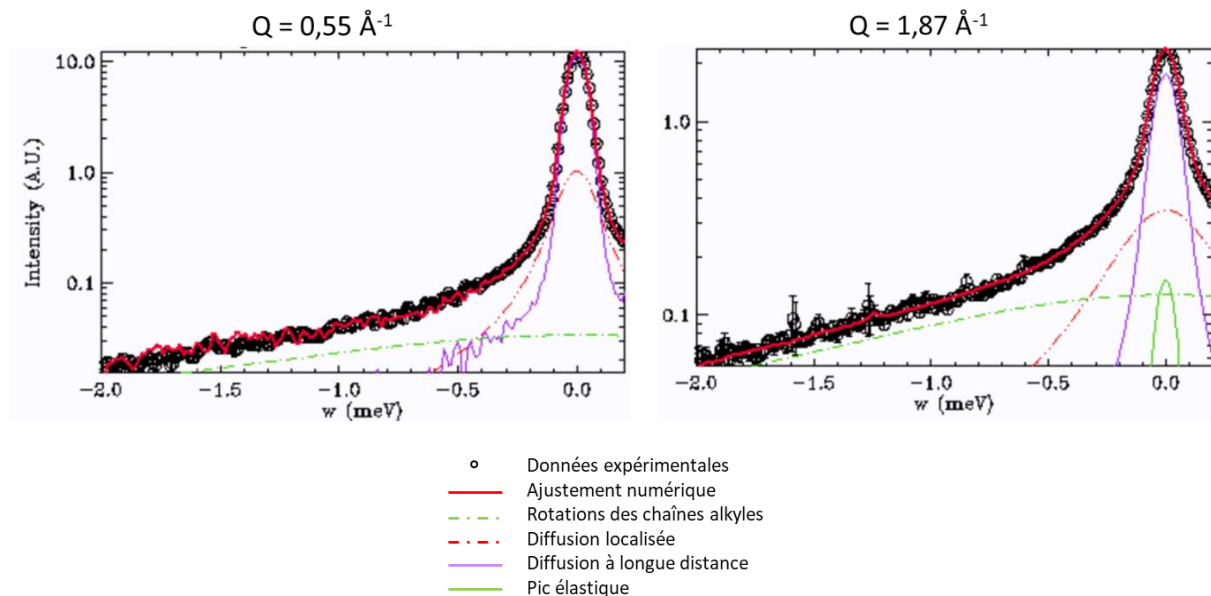 Q = 0,55 Å⁻¹
Q = 1,87 Å⁻¹
Intensity (A.U.)
10.0
1.0
0.1
−2.0 −1.5 −1.0 −0.5 0.0
w (meV)
1.0
0.1
−2.0 −1.5 −1.0 −0.5 0.0
w (meV)
Données expérimentales
Ajustement numérique
Rotations des chaînes alkyles
Diffusion localisée
Diffusion à longue distance
Pic élastique